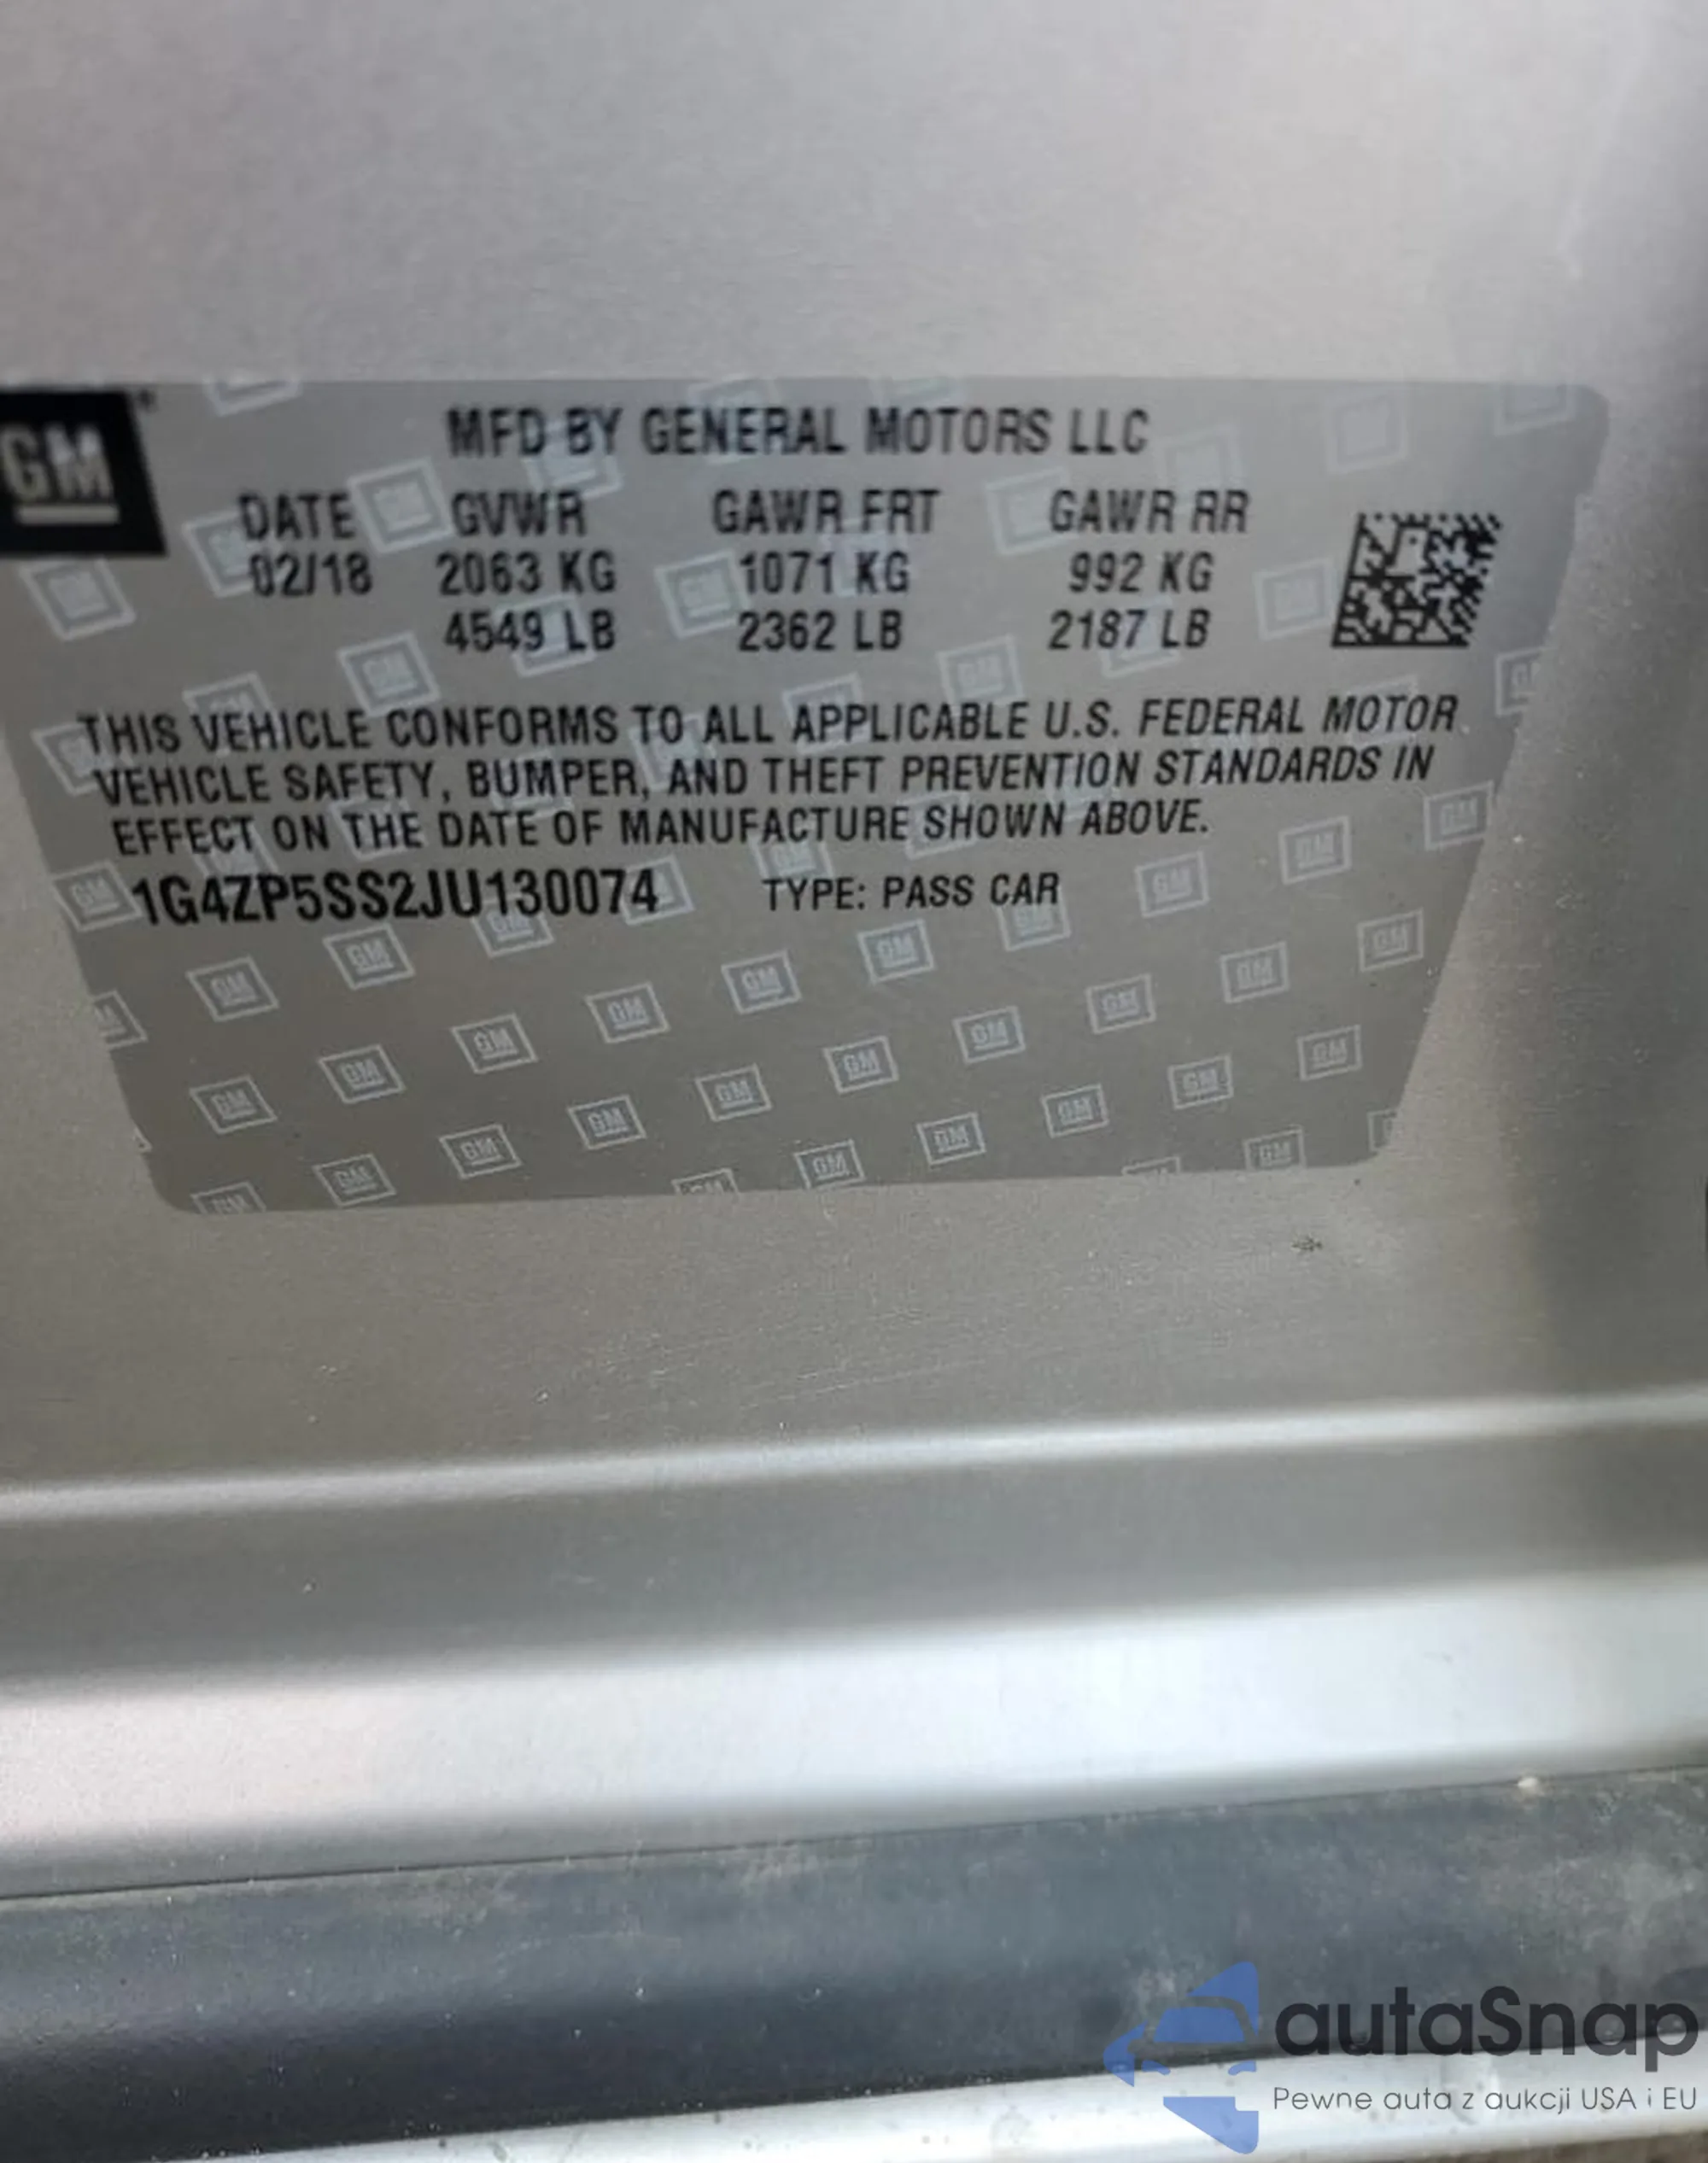 GM
MFD BY GENERAL MOTORS LLC
DATE GVWR GAWR FRT GAWR RR
02/18 2063 KG 1071 KG 992 KG
4549 LB 2362 LB 2187 LB
THIS VEHICLE CONFORMS TO ALL APPLICABLE U.S. FEDERAL MOTOR
VEHICLE SAFETY, BUMPER, AND THEFT PREVENTION STANDARDS IN
EFFECT ON THE DATE OF MANUFACTURE SHOWN ABOVE.
1G4ZP5SS2JU130074 TYPE: PASS CAR
autaSnap
Pewne auta z aukcji USA i EU